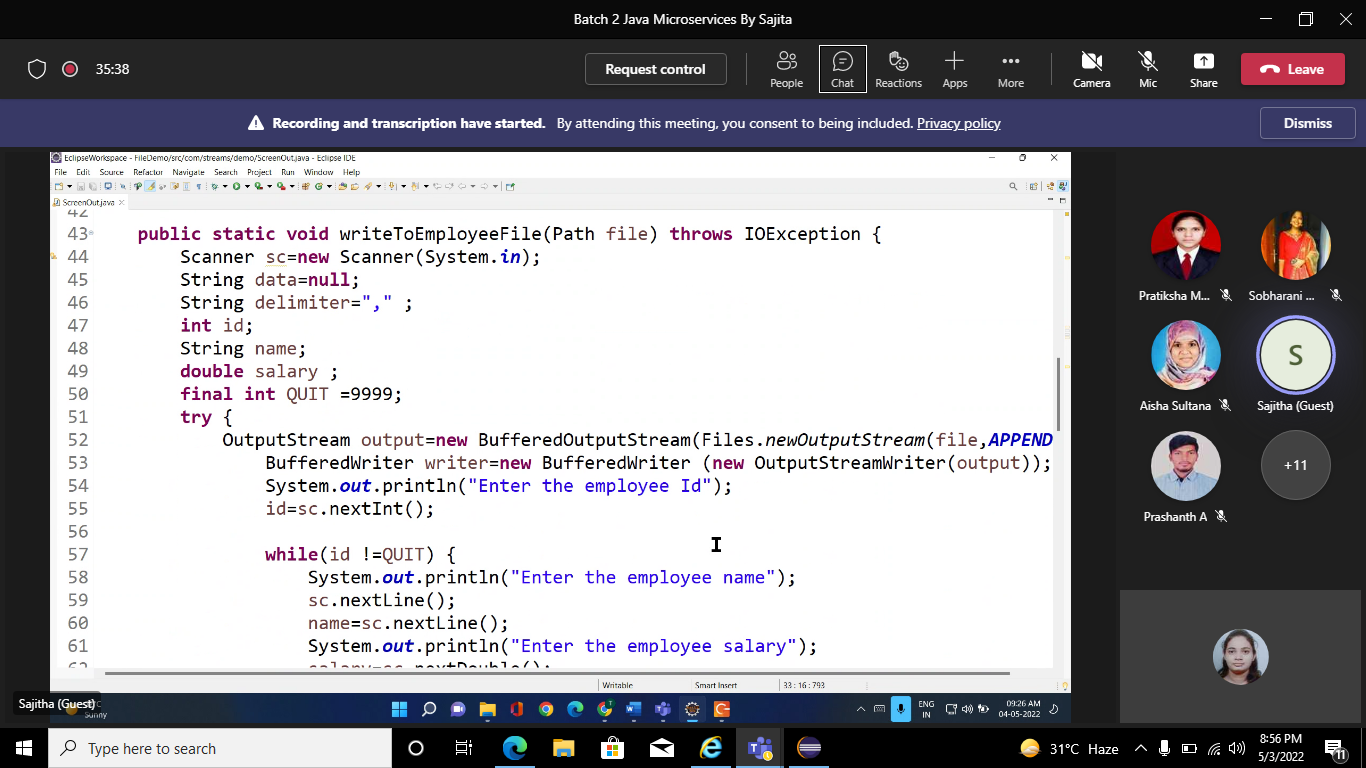 Batch 2 Java Microservices By Sajita
35:38
Request control
People
Chat
Reactions
Apps
More
Camera
Mic
Share
Leave
Recording and transcription have started. By attending this meeting, you consent to being included. Privacy policy
Dismiss
EclipseWorkspace - FileDemo/src/com/streams/demo/ScreenOut.java - Eclipse IDE
File Edit Source Refactor Navigate Search Project Run Window Help
ScreenOut.java
42
43 public static void writeToEmployeeFile(Path file) throws IOException {
44 Scanner sc=new Scanner(System.in);
45 String data=null;
46 String delimiter="," ;
47 int id;
48 String name;
49 double salary ;
50 final int QUIT =9999;
51 try {
52 OutputStream output=new BufferedOutputStream(Files.newOutputStream(file,APPEND
53 BufferedWriter writer=new BufferedWriter (new OutputStreamWriter(output));
54 System.out.println("Enter the employee Id");
55 id=sc.nextInt();
56
57 while(id !=QUIT) {
58 System.out.println("Enter the employee name");
59 sc.nextLine();
60 name=sc.nextLine();
61 System.out.println("Enter the employee salary");
62 salary=sc.nextDouble();
Writable
Smart Insert
33 : 16 : 793
Pratiksha M...
Sobharani ...
Aisha Sultana
S
Sajitha (Guest)
Prashanth A
+11
Sajitha (Guest)
Sunny
ENG
IN
09:26 AM
04-05-2022
Type here to search
31°C Haze
8:56 PM
5/3/2022
11